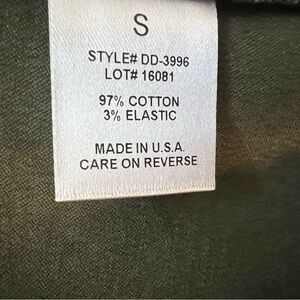 S
STYLE# DD-3996
LOT# 16081
97% COTTON
3% ELASTIC
MADE IN U.S.A.
CARE ON REVERSE